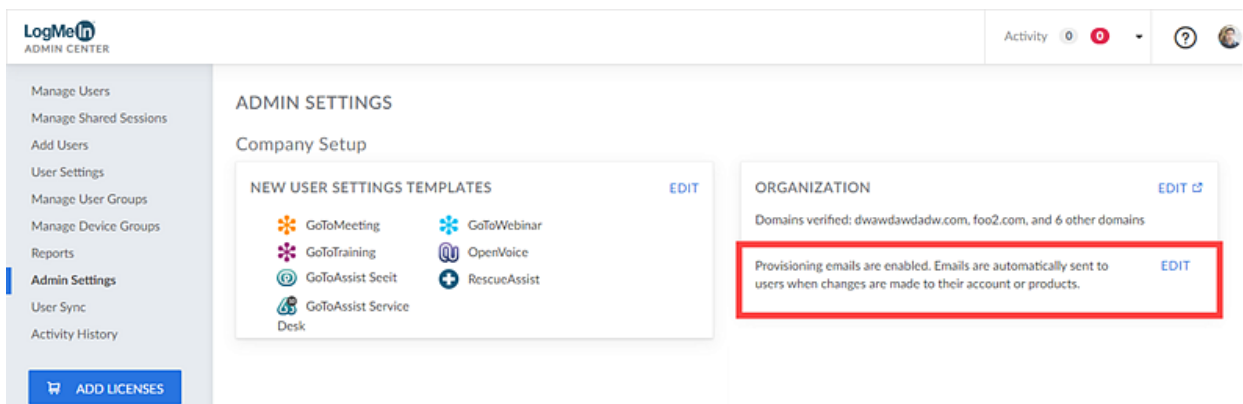 LogMeIn
ADMIN CENTER
Activity 0 0
?
Manage Users
Manage Shared Sessions
Add Users
User Settings
Manage User Groups
Manage Device Groups
Reports
Admin Settings
User Sync
Activity History
ADD LICENSES
ADMIN SETTINGS
Company Setup
NEW USER SETTINGS TEMPLATES EDIT
GoToMeeting GoToWebinar
GoToTraining OpenVoice
GoToAssist Seeit RescueAssist
GoToAssist Service
Desk
ORGANIZATION EDIT
Domains verified: dwawdawdadw.com, foo2.com, and 6 other domains
Provisioning emails are enabled. Emails are automatically sent to EDIT
users when changes are made to their account or products.